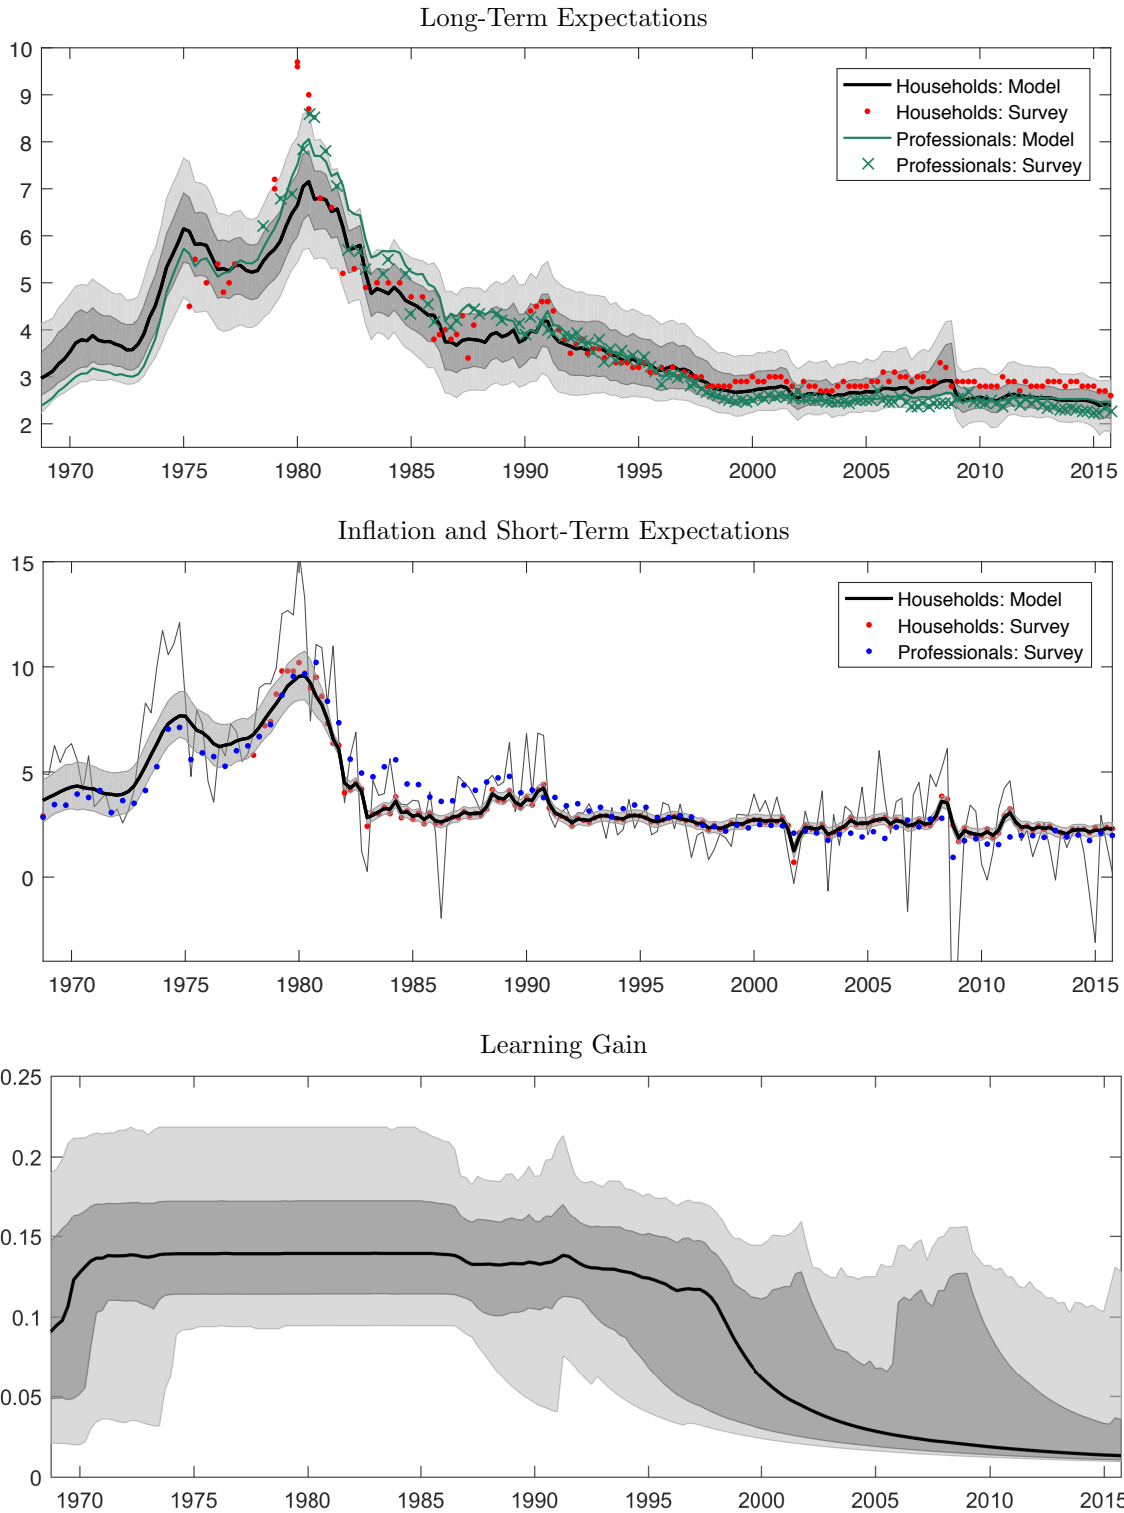 Long-Term Expectations
10
9
8
7
6
5
4
3
2
Households: Model
Households: Survey
Professionals: Model
Professionals: Survey
1970 1975 1980 1985 1990 1995 2000 2005 2010 2015
Inflation and Short-Term Expectations
15
10
5
0
Households: Model
Households: Survey
Professionals: Survey
1970 1975 1980 1985 1990 1995 2000 2005 2010 2015
Learning Gain
0.25
0.2
0.15
0.1
0.05
0
1970 1975 1980 1985 1990 1995 2000 2005 2010 2015